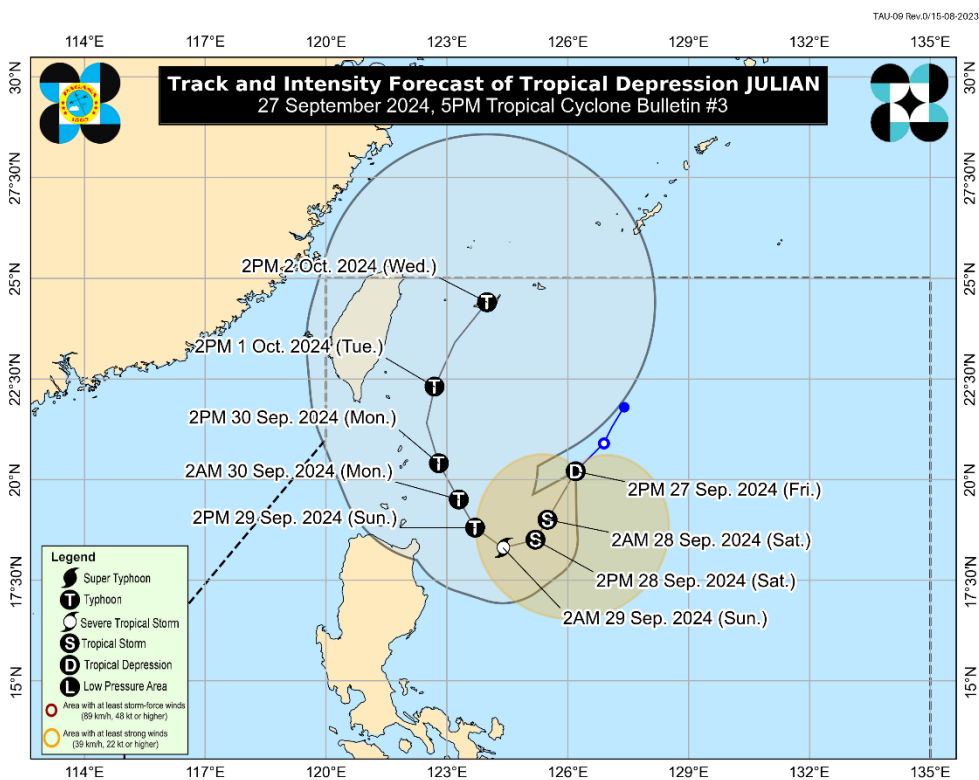 TAU-09 Rev.0/15-08-2023
114°E 117°E 120°E 123°E 126°E 129°E 132°E 135°E
Track and Intensity Forecast of Tropical Depression JULIAN
27 September 2024, 5PM Tropical Cyclone Bulletin #3
PAGASA
1865
30°N 30°N
27°30'N 27°30'N
2PM 2 Oct. 2024 (Wed.)
25°N 25°N
T
2PM 1 Oct. 2024 (Tue.)
22°30'N 22°30'N
T
2PM 30 Sep. 2024 (Mon.)
T
2AM 30 Sep. 2024 (Mon.)
20°N 20°N
D
2PM 27 Sep. 2024 (Fri.)
T
2PM 29 Sep. 2024 (Sun.)
T
S
2AM 28 Sep. 2024 (Sat.)
S
2PM 28 Sep. 2024 (Sat.)
17°30'N 17°30'N
2AM 29 Sep. 2024 (Sun.)
15°N 15°N
Legend
Super Typhoon
T Typhoon
Severe Tropical Storm
S Tropical Storm
D Tropical Depression
L Low Pressure Area
Area with at least storm-force winds
(89 km/h, 48 kt or higher)
Area with at least strong winds
(39 km/h, 22 kt or higher)
114°E 117°E 120°E 123°E 126°E 129°E 132°E 135°E